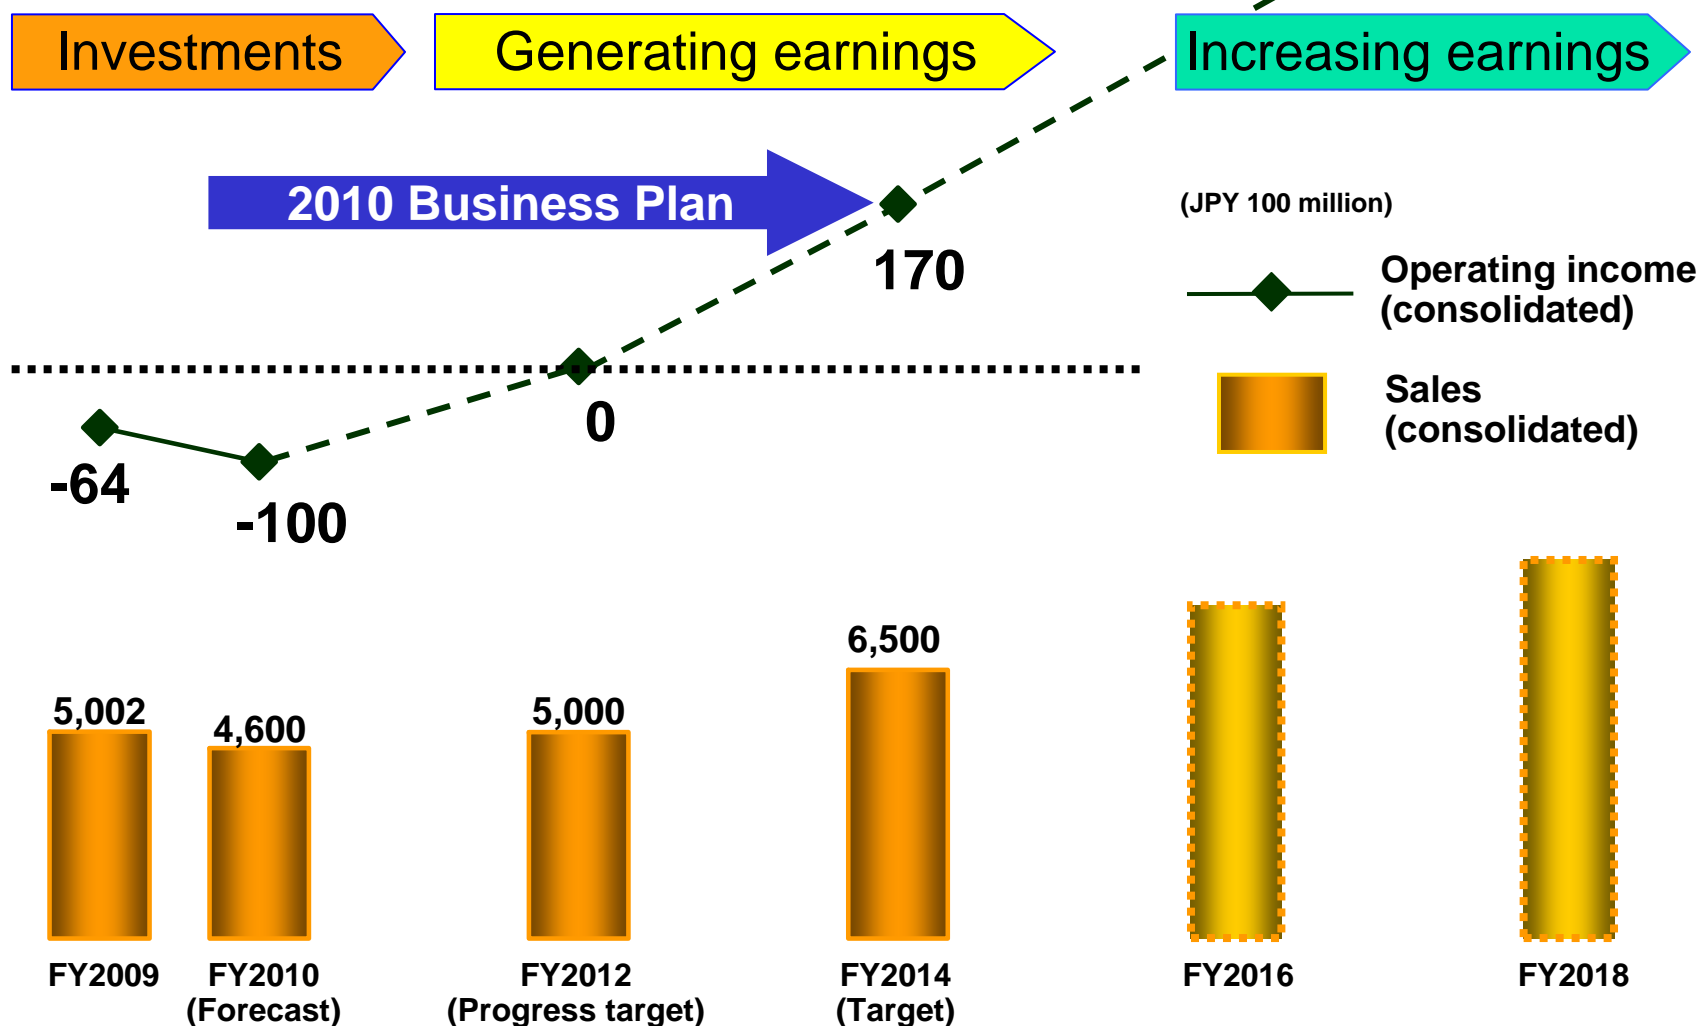 Investments
Generating earnings
Increasing earnings
2010 Business Plan
(JPY 100 million)
170
Operating income
(consolidated)
Sales
(consolidated)
0
-64
-100
5,002
4,600
5,000
6,500
FY2009
FY2010
(Forecast)
FY2012
(Progress target)
FY2014
(Target)
FY2016
FY2018